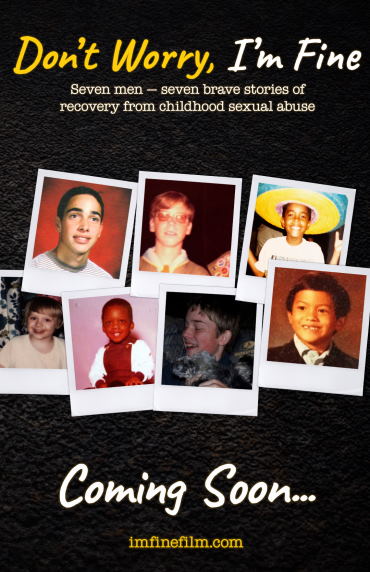 Don't Worry, I'm Fine
Seven men — seven brave stories of
recovery from childhood sexual abuse
Coming Soon...
imfinefilm.com